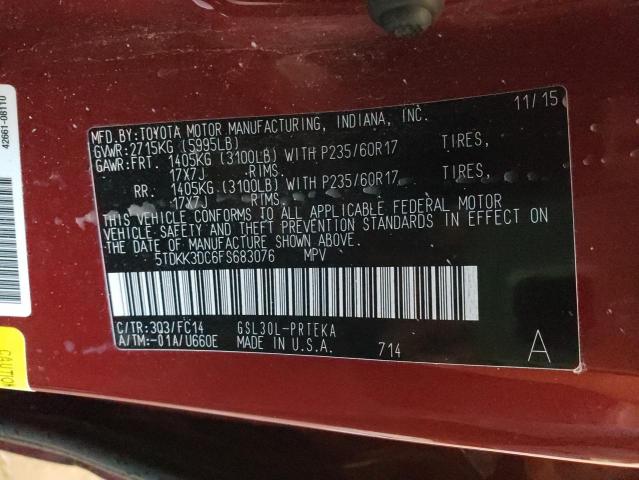 42661-08110
11/15
MFD.BY:TOYOTA MOTOR MANUFACTURING, INDIANA, INC.
GVWR:2715KG (5995LB)
GAWR:FRT. 1405KG (3100LB) WITH P235/60R17 TIRES,
17X7J RIMS.
RR. 1405KG (3100LB) WITH P235/60R17 TIRES,
17X7J RIMS.
THIS VEHICLE CONFORMS TO ALL APPLICABLE FEDERAL MOTOR
VEHICLE SAFETY AND THEFT PREVENTION STANDARDS IN EFFECT ON
THE DATE OF MANUFACTURE SHOWN ABOVE.
5TDKK3DC6FS683076 MPV
C/TR:303/FC14 GSL30L-PRTEKA
A/TM:-01A/U660E MADE IN U.S.A. 714 A